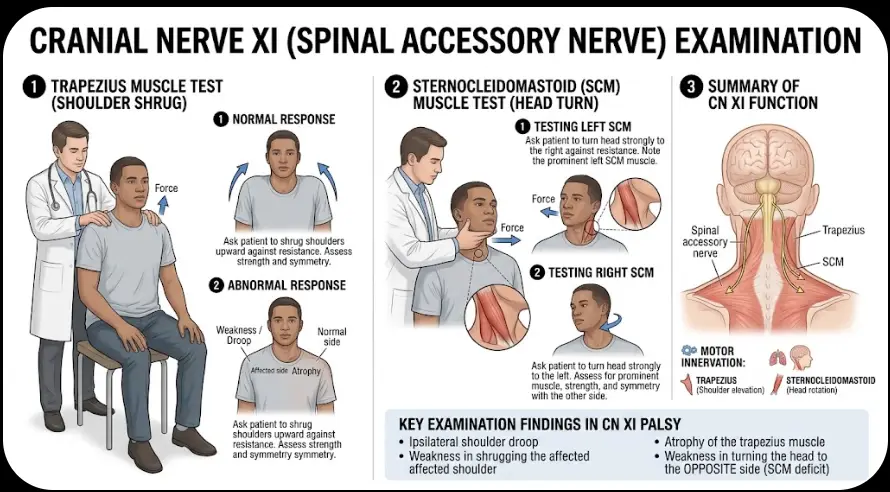 CRANIAL NERVE XI (SPINAL ACCESSORY NERVE) EXAMINATION
1 TRAPEZIUS MUSCLE TEST
(SHOULDER SHRUG)
Force
1 NORMAL RESPONSE
Ask patient to shrug shoulders
upward against resistance. Assess
strength and symmetry.
2 ABNORMAL RESPONSE
Weakness /
Droop
Normal
side
Affected side
Atrophy
Ask patient to shrug
shoulders upward against
resistance. Assess strength
and symmetry symmetry.
2 STERNOCLEIDOMASTOID (SCM)
MUSCLE TEST (HEAD TURN)
Force
1 TESTING LEFT SCM
Ask patient to turn head strongly to
the right against resistance. Note
the prominent left SCM muscle.
Force
2 TESTING RIGHT SCM
Ask patient to turn head strongly
to the left. Assess for prominent
muscle, strength, and symmetry
with the other side.
3 SUMMARY OF
CN XI FUNCTION
Spinal
accessory
nerve
Trapezius
SCM
MOTOR
INNERVATION:
TRAPEZIUS
(Shoulder elevation)
STERNOCLEIDOMASTOID
(Head rotation)
KEY EXAMINATION FINDINGS IN CN XI PALSY
• Ipsilateral shoulder droop
• Weakness in shrugging the affected
affected shoulder
• Atrophy of the trapezius muscle
• Weakness in turning the head to
the OPPOSITE side (SCM deficit)